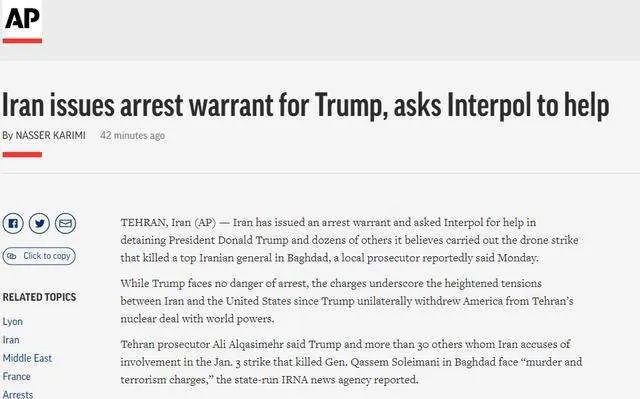 AP
Iran issues arrest warrant for Trump, asks Interpol to help
By NASSER KARIMI 42 minutes ago
Click to copy
RELATED TOPICS
Lyon
Iran
Middle East
France
Arrests
TEHRAN, Iran (AP) — Iran has issued an arrest warrant and asked Interpol for help in
detaining President Donald Trump and dozens of others it believes carried out the drone strike
that killed a top Iranian general in Baghdad, a local prosecutor reportedly said Monday.
While Trump faces no danger of arrest, the charges underscore the heightened tensions
between Iran and the United States since Trump unilaterally withdrew America from Tehran’s
nuclear deal with world powers.
Tehran prosecutor Ali Alqasimehr said Trump and more than 30 others whom Iran accuses of
involvement in the Jan. 3 strike that killed Gen. Qassem Soleimani in Baghdad face “murder and
terrorism charges,” the state-run IRNA news agency reported.